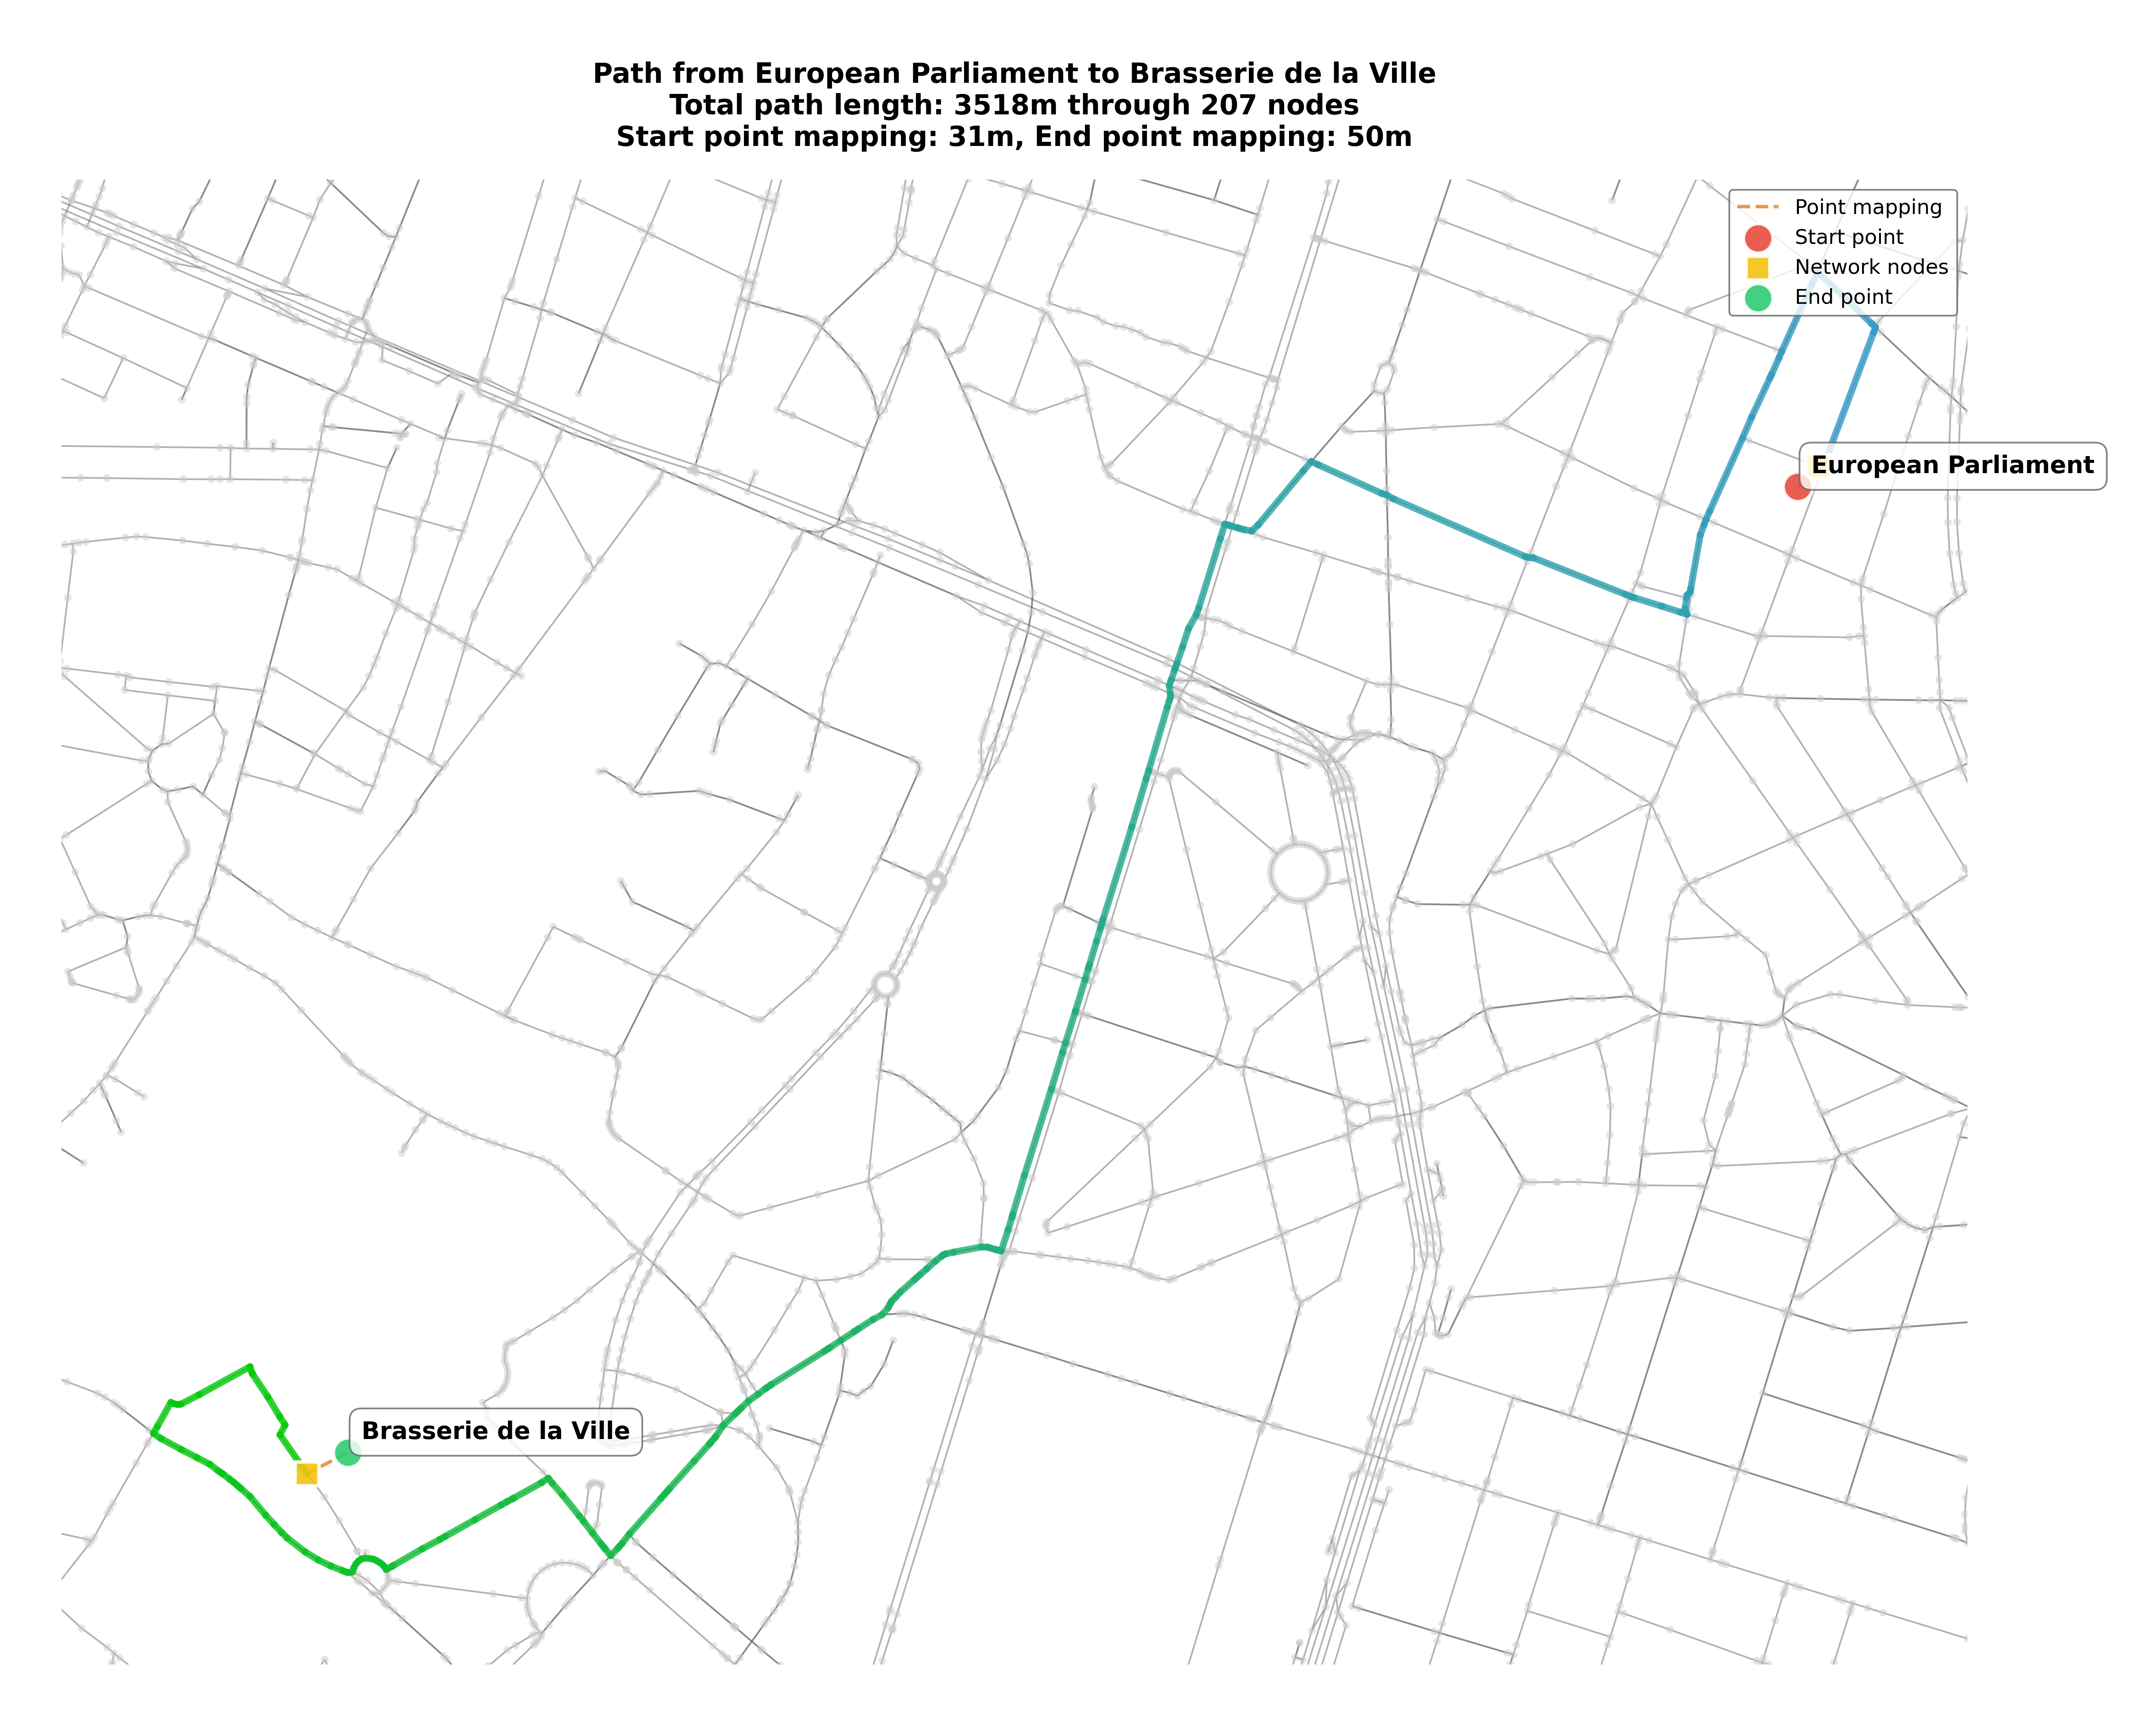 Path from European Parliament to Brasserie de la Ville
Total path length: 3518m through 207 nodes
Start point mapping: 31m, End point mapping: 50m
Point mapping
Start point
Network nodes
End point
European Parliament
Brasserie de la Ville